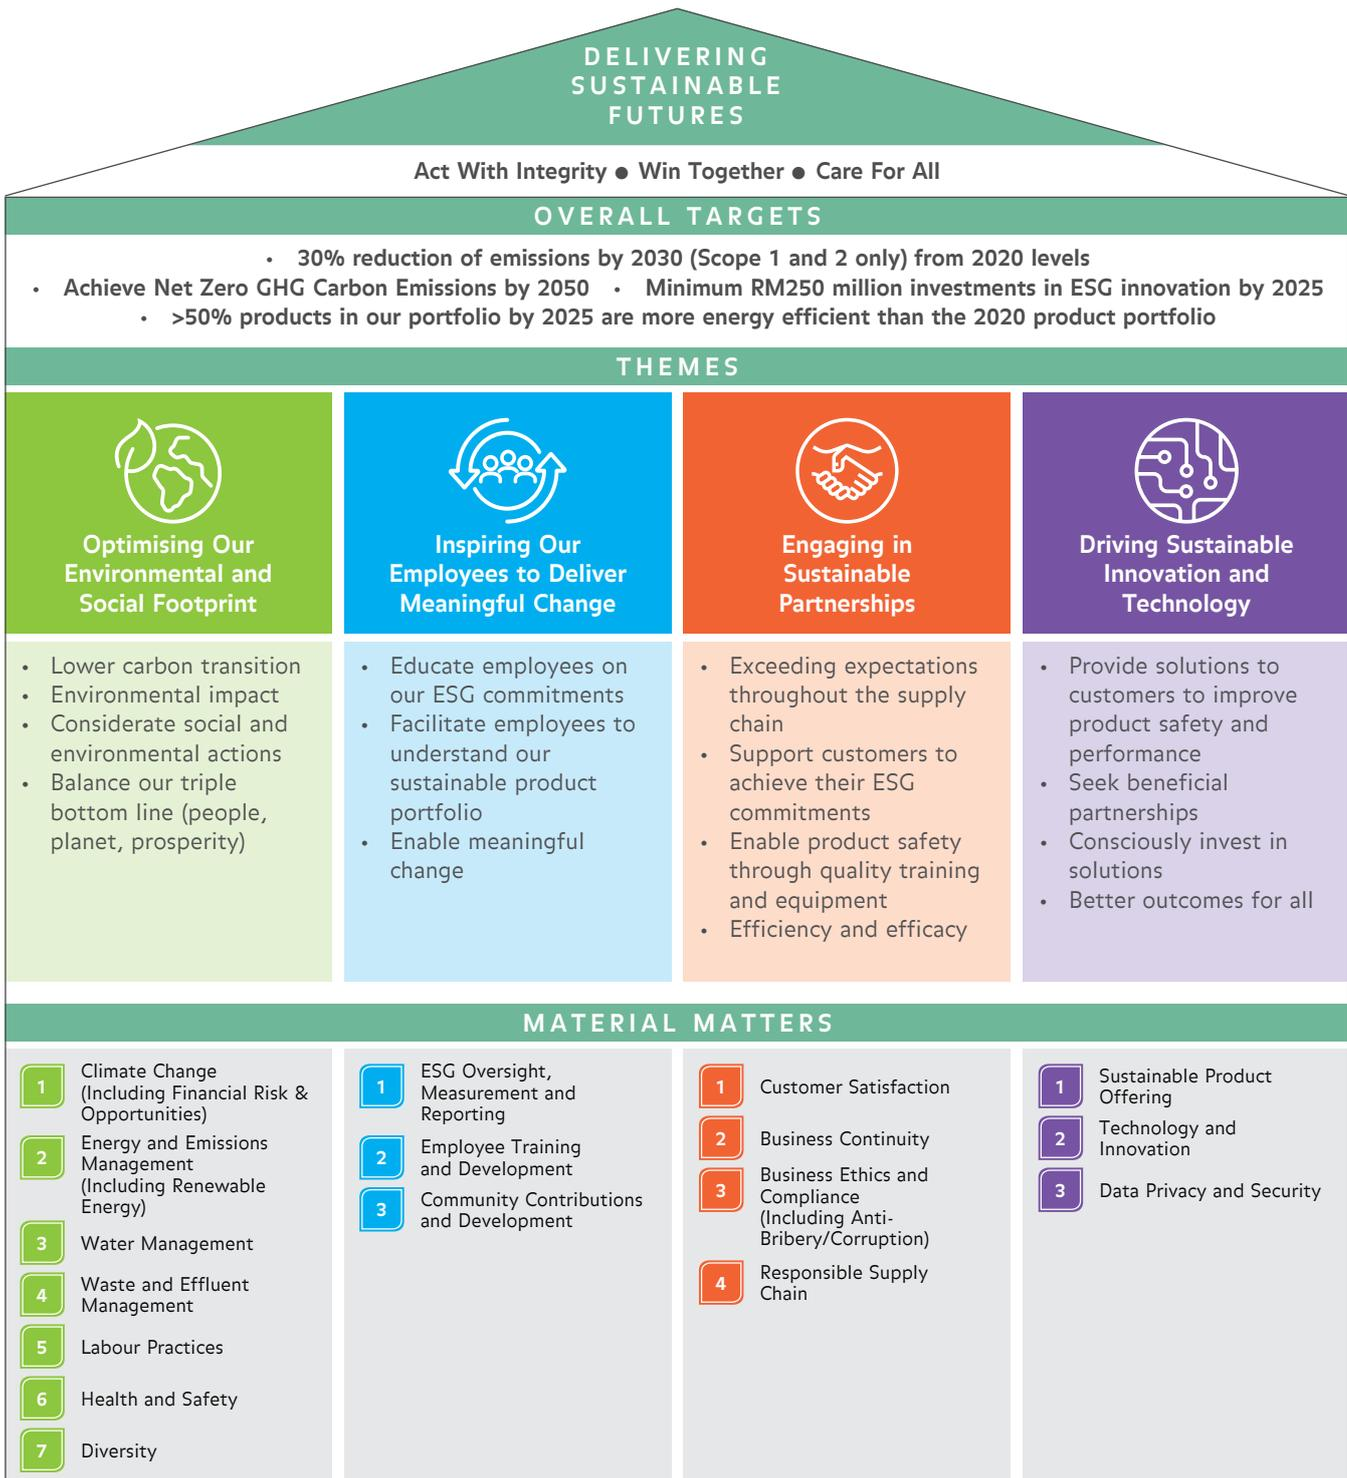 DELIVERING
SUSTAINABLE
FUTURES
Act With Integrity ● Win Together ● Care For All
OVERALL TARGETS
• 30% reduction of emissions by 2030 (Scope 1 and 2 only) from 2020 levels
• Achieve Net Zero GHG Carbon Emissions by 2050 • Minimum RM250 million investments in ESG innovation by 2025
• >50% products in our portfolio by 2025 are more energy efficient than the 2020 product portfolio
THEMES
Optimising Our
Environmental and
Social Footprint
Inspiring Our
Employees to Deliver
Meaningful Change
Engaging in
Sustainable
Partnerships
Driving Sustainable
Innovation and
Technology
• Lower carbon transition
• Environmental impact
• Considerate social and
environmental actions
• Balance our triple
bottom line (people,
planet, prosperity)
• Educate employees on
our ESG commitments
• Facilitate employees to
understand our
sustainable product
portfolio
• Enable meaningful
change
• Exceeding expectations
throughout the supply
chain
• Support customers to
achieve their ESG
commitments
• Enable product safety
through quality training
and equipment
• Efficiency and efficacy
• Provide solutions to
customers to improve
product safety and
performance
• Seek beneficial
partnerships
• Consciously invest in
solutions
• Better outcomes for all
MATERIAL MATTERS
1 Climate Change
(Including Financial Risk &
Opportunities)
2 Energy and Emissions
Management
(Including Renewable
Energy)
3 Water Management
4 Waste and Effluent
Management
5 Labour Practices
6 Health and Safety
7 Diversity
1 ESG Oversight,
Measurement and
Reporting
2 Employee Training
and Development
3 Community Contributions
and Development
1 Customer Satisfaction
2 Business Continuity
3 Business Ethics and
Compliance
(Including Anti-
Bribery/Corruption)
4 Responsible Supply
Chain
1 Sustainable Product
Offering
2 Technology and
Innovation
3 Data Privacy and Security